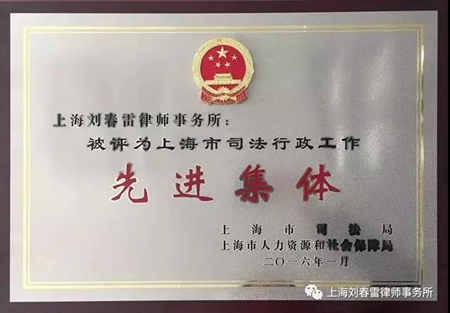 上海刘春雷律师事务所：
被评为上海市司法行政工作
先进集体
上海市司法局
上海市人力资源和社会保障局
二〇一六年一月
上海刘春雷律师事务所